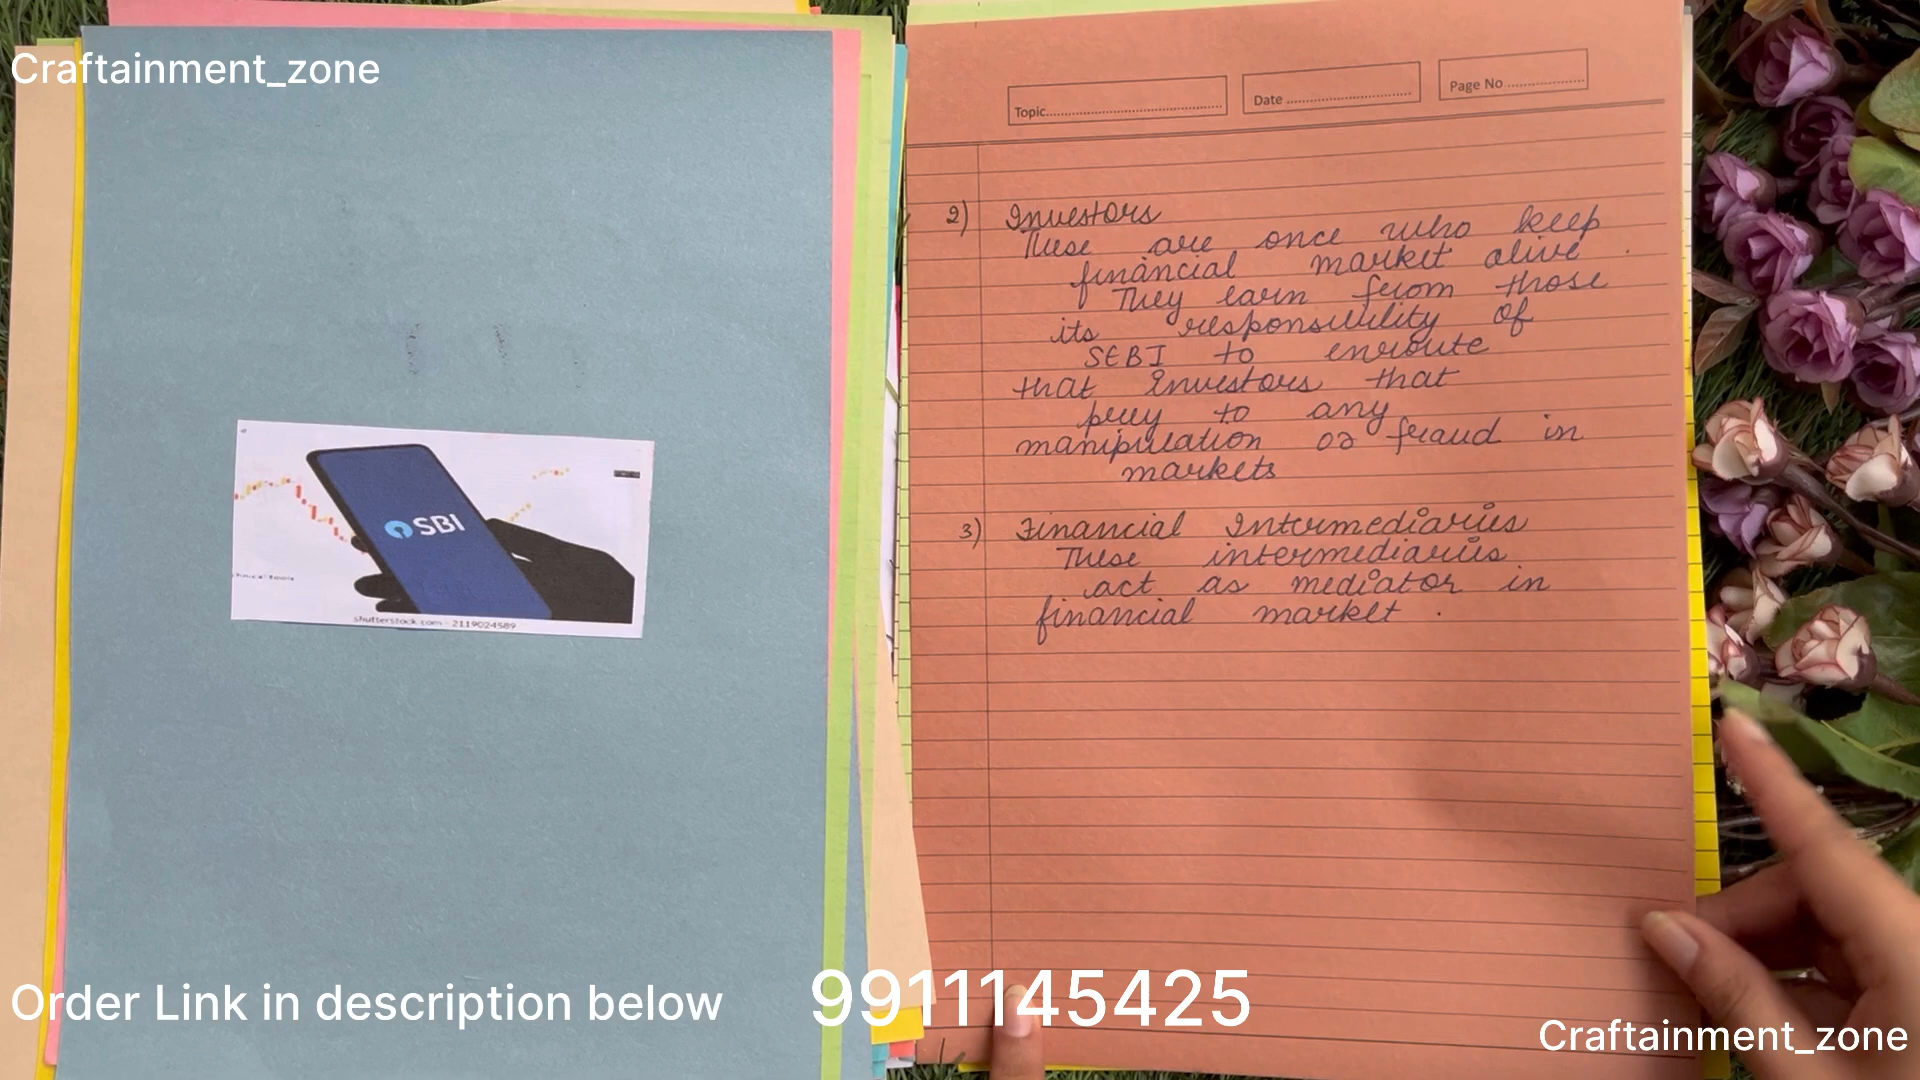 Craftainment_zone
Topic
Date
Page No
2) Investors
These are once who keep
financial market alive.
They earn from those
its responsibility of
SEBI to enroute
that Investors that
prey to any
manipulation or fraud in
markets
3) Financial Intermediaries
These intermediaries
act as mediator in
financial market.
SBI
shutterstock.com · 2119024589
Order Link in description below
9911145425
Craftainment_zone